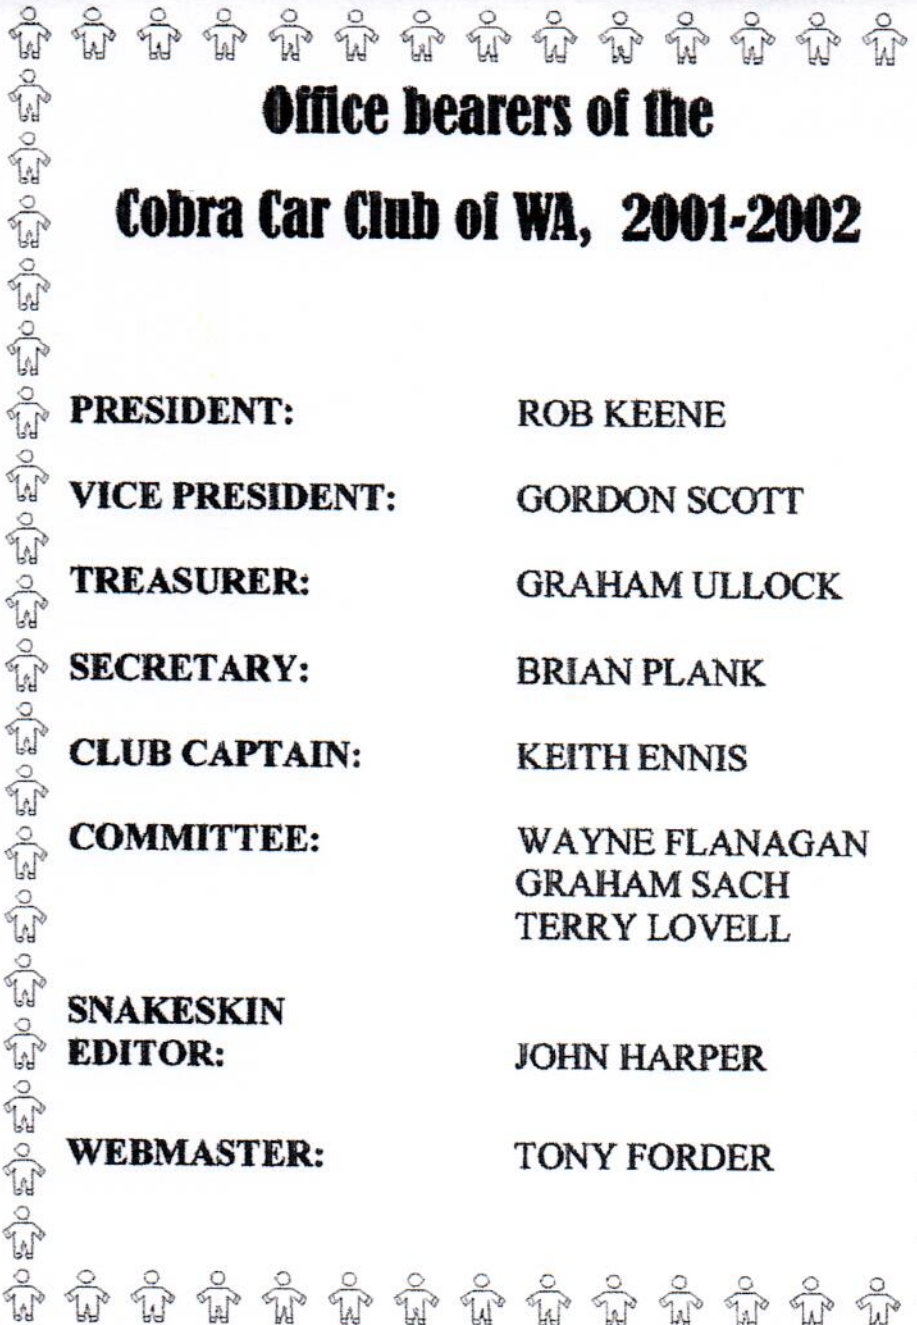 Office bearers of the
Cobra Car Club of WA, 2001-2002
PRESIDENT: ROB KEENE
VICE PRESIDENT: GORDON SCOTT
TREASURER: GRAHAM ULLOCK
SECRETARY: BRIAN PLANK
CLUB CAPTAIN: KEITH ENNIS
COMMITTEE: WAYNE FLANAGAN
GRAHAM SACH
TERRY LOVELL
SNAKESKIN
EDITOR: JOHN HARPER
WEBMASTER: TONY FORDER